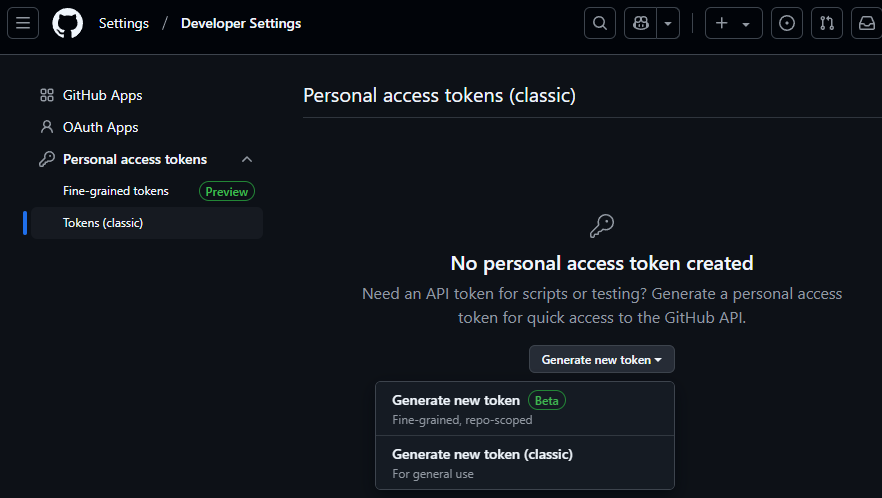 Settings / Developer Settings
GitHub Apps
OAuth Apps
Personal access tokens
Fine-grained tokens Preview
Tokens (classic)
Personal access tokens (classic)
No personal access token created
Need an API token for scripts or testing? Generate a personal access
token for quick access to the GitHub API.
Generate new token
Generate new token Beta
Fine-grained, repo-scoped
Generate new token (classic)
For general use